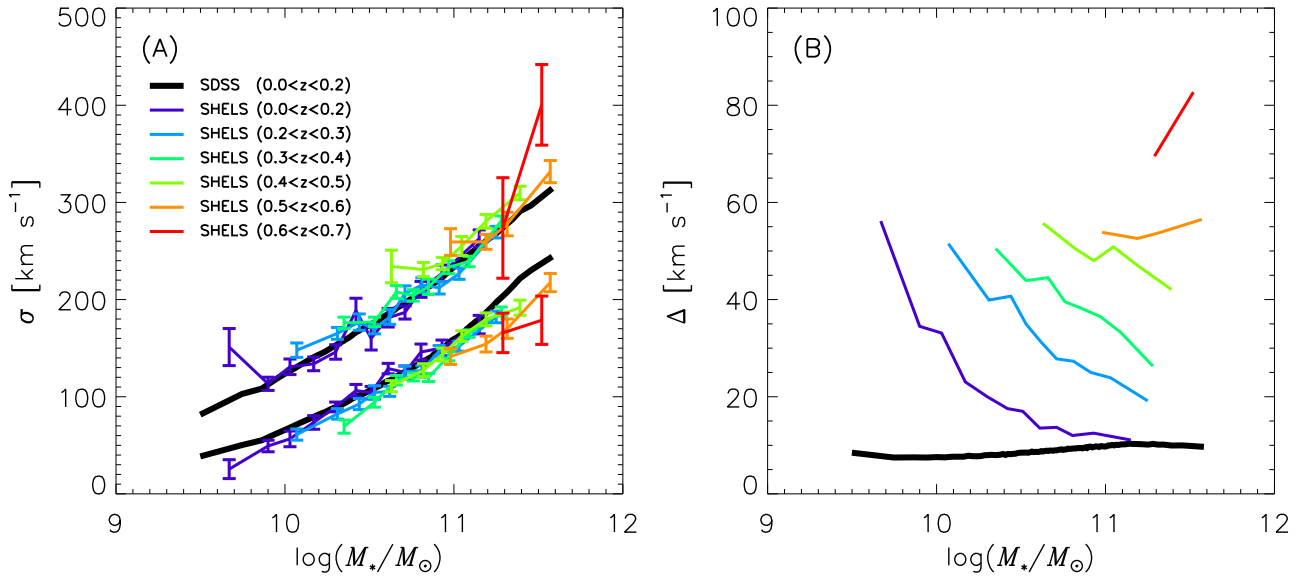 (A)
SDSS (0.0<z<0.2)
SHELS (0.0<z<0.2)
SHELS (0.2<z<0.3)
SHELS (0.3<z<0.4)
SHELS (0.4<z<0.5)
SHELS (0.5<z<0.6)
SHELS (0.6<z<0.7)
500
400
300
200
100
0
σ [km s⁻¹]
9 10 11 12
log(M*/M⊙)
(B)
100
80
60
40
20
0
Δ [km s⁻¹]
9 10 11 12
log(M*/M⊙)